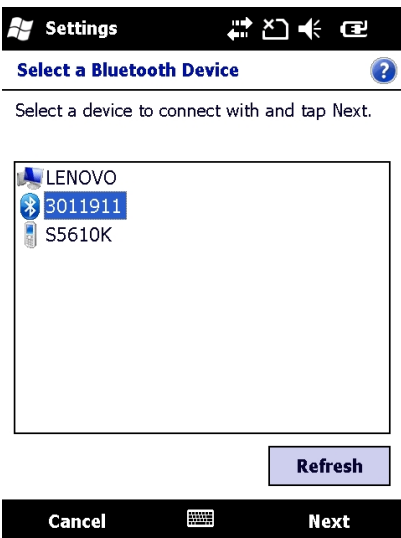 Settings
Select a Bluetooth Device
?
Select a device to connect with and tap Next.
LENOVO
3011911
S5610K
Refresh
Cancel
Next